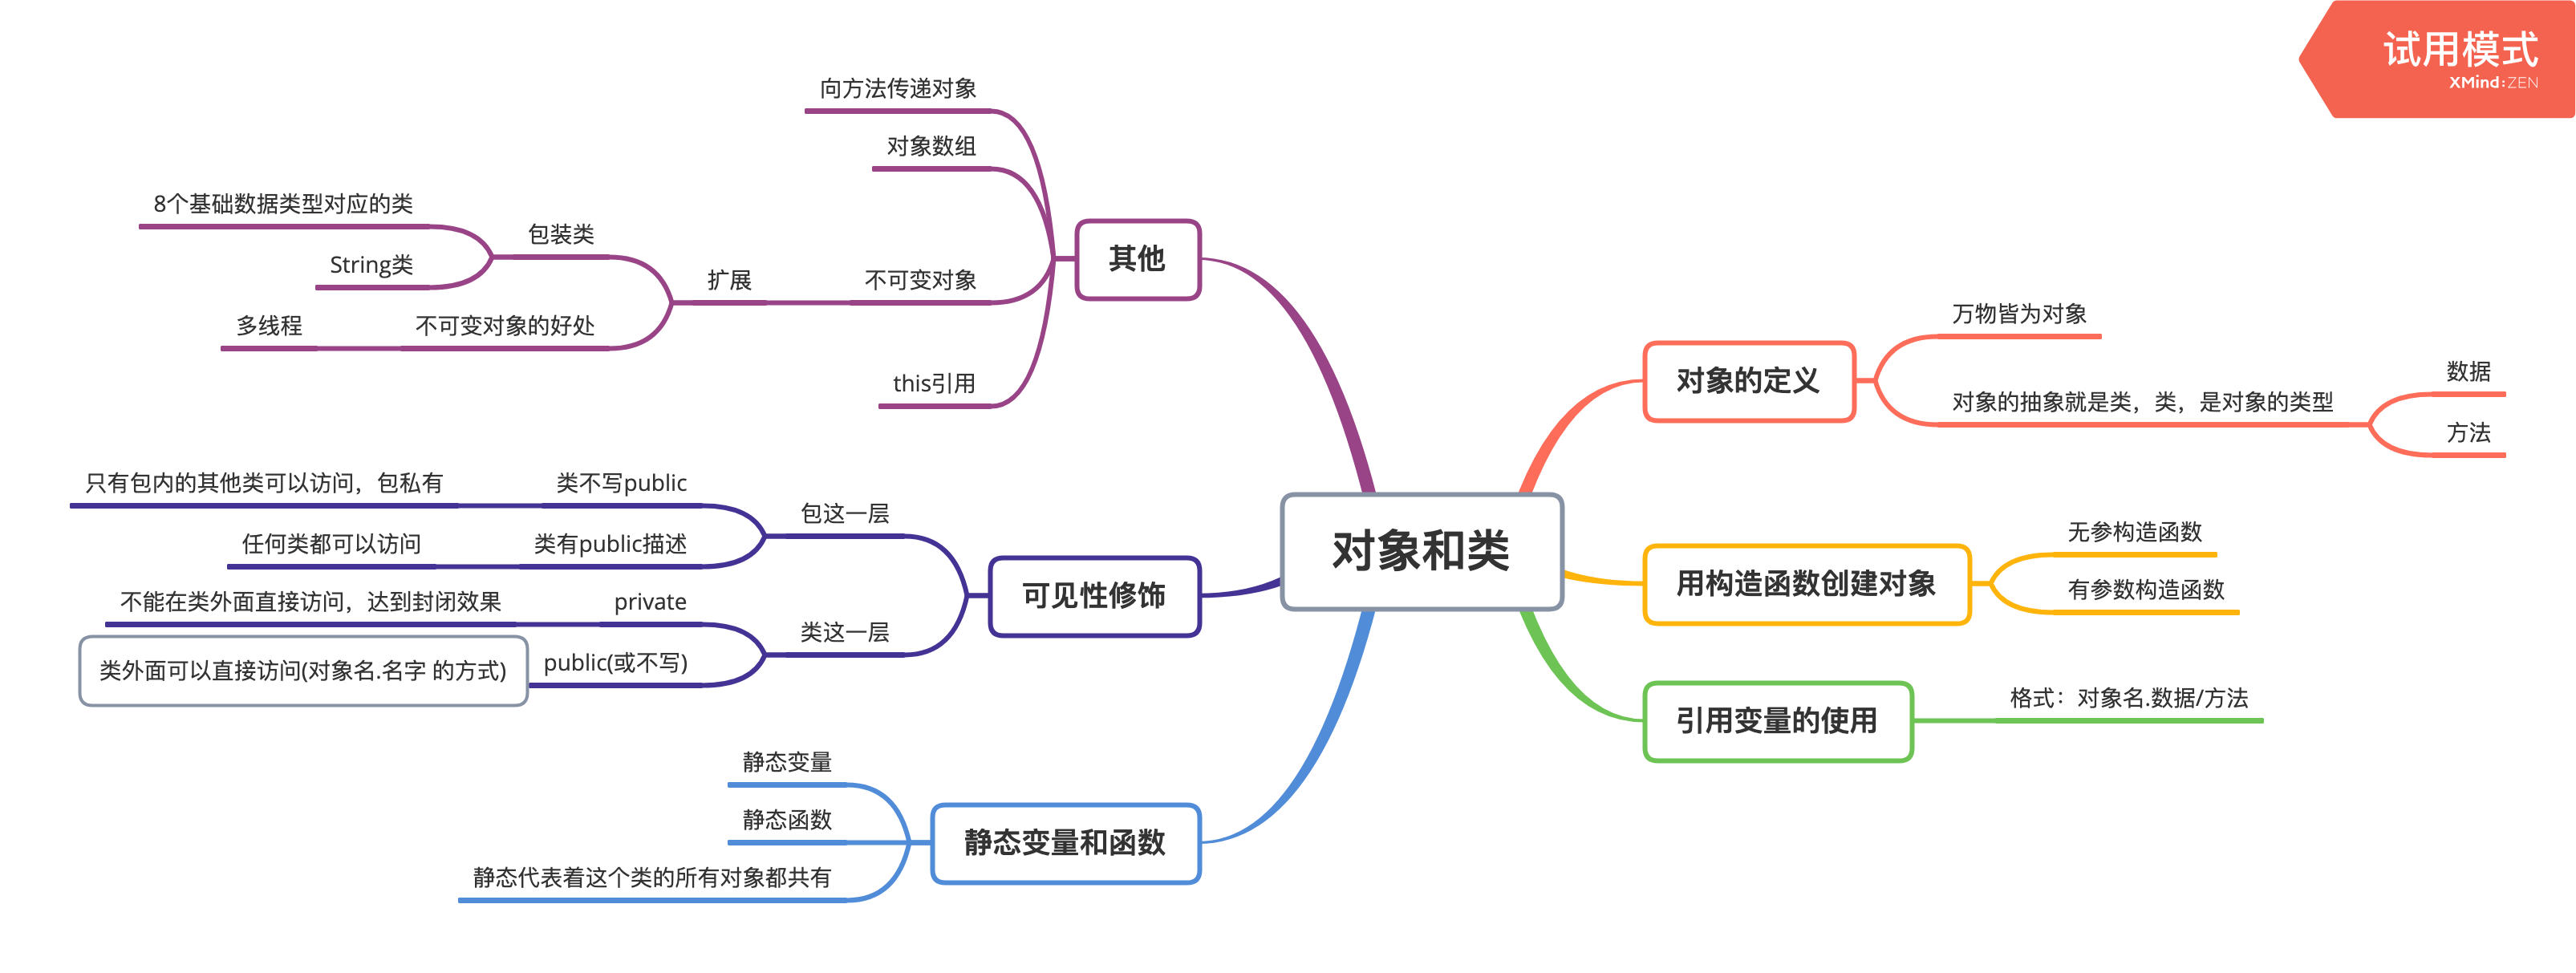 试用模式
XMind:ZEN
对象和类
对象的定义
万物皆为对象
对象的抽象就是类，类，是对象的类型
数据
方法
用构造函数创建对象
无参构造函数
有参数构造函数
引用变量的使用
格式：对象名.数据/方法
静态变量和函数
静态变量
静态函数
静态代表着这个类的所有对象都共有
可见性修饰
包这一层
类不写public
只有包内的其他类可以访问，包私有
类有public描述
任何类都可以访问
类这一层
private
不能在类外面直接访问，达到封闭效果
public(或不写)
类外面可以直接访问(对象名.名字 的方式)
其他
向方法传递对象
对象数组
不可变对象
扩展
包装类
8个基础数据类型对应的类
String类
不可变对象的好处
多线程
this引用